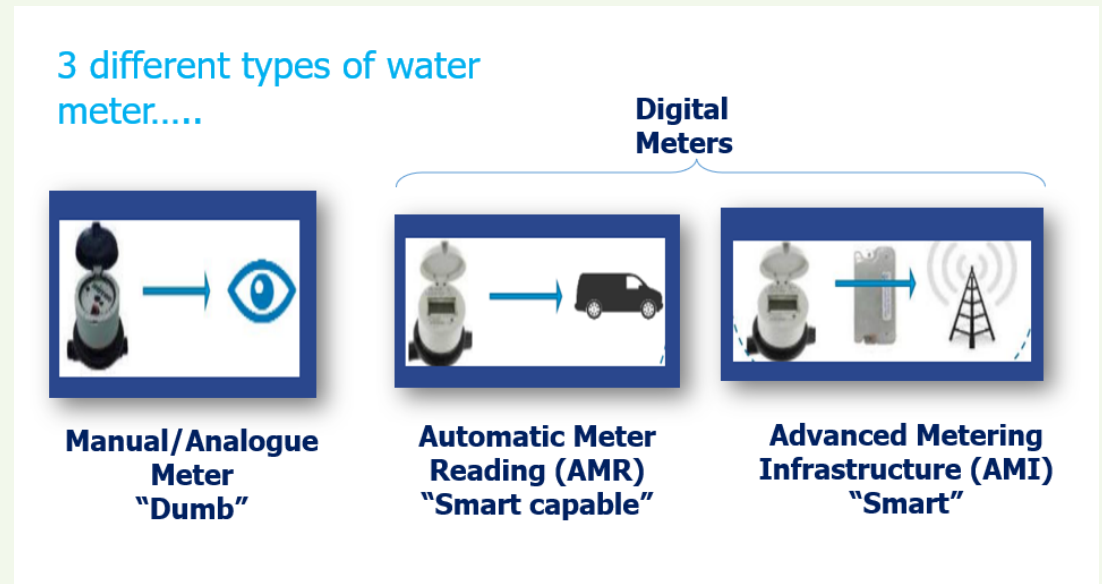 3 different types of water
meter.....
Digital
Meters
Manual/Analogue
Meter
“Dumb”
Automatic Meter
Reading (AMR)
“Smart capable”
Advanced Metering
Infrastructure (AMI)
“Smart”